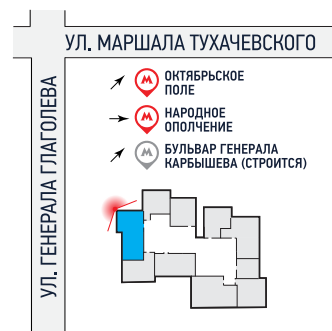 УЛ. МАРШАЛА ТУХАЧЕВСКОГО
УЛ. ГЕНЕРАЛА ГЛАГОЛЕВА
М ОКТЯБРЬСКОЕ
ПОЛЕ
М НАРОДНОЕ
ОПОЛЧЕНИЕ
М БУЛЬВАР ГЕНЕРАЛА
КАРБЫШЕВА (СТРОИТСЯ)